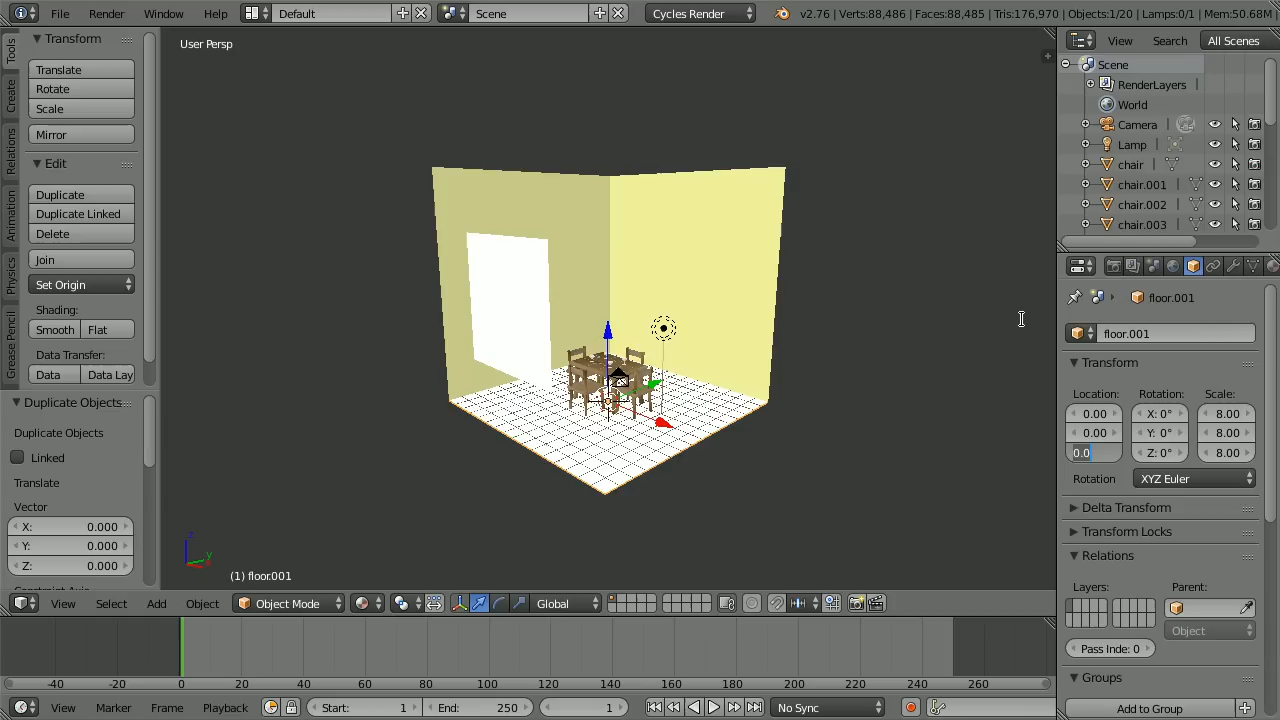 File Render Window Help Default Scene Cycles Render v2.76 | Verts:88,486 | Faces:88,485 | Tris:176,970 | Objects:1/20 | Lamps:0/1 | Mem:50.68M
Tools
Create
Relations
Animation
Physics
Grease Pencil
Transform
Translate
Rotate
Scale
Mirror
Edit
Duplicate
Duplicate Linked
Delete
Join
Set Origin
Shading:
Smooth Flat
Data Transfer:
Data Data Lay
Duplicate Objects
Duplicate Objects
Linked
Translate
Vector
X: 0.000
Y: 0.000
Z: 0.000
User Persp
z
y
(1) floor.001
View Select Add Object Object Mode Global
-40 -20 0 20 40 60 80 100 120 140 160 180 200 220 240 260
View Marker Frame Playback Start: 1 End: 250 1 No Sync
View Search All Scenes
Scene
RenderLayers
World
Camera
Lamp
chair
chair.001
chair.002
chair.003
floor.001
floor.001
Transform
Location: Rotation: Scale:
0.00 X: 0° 8.00
0.00 Y: 0° 8.00
0.0 Z: 0° 8.00
Rotation XYZ Euler
Delta Transform
Transform Locks
Relations
Layers: Parent:
Object
Pass Inde: 0
Groups
Add to Group